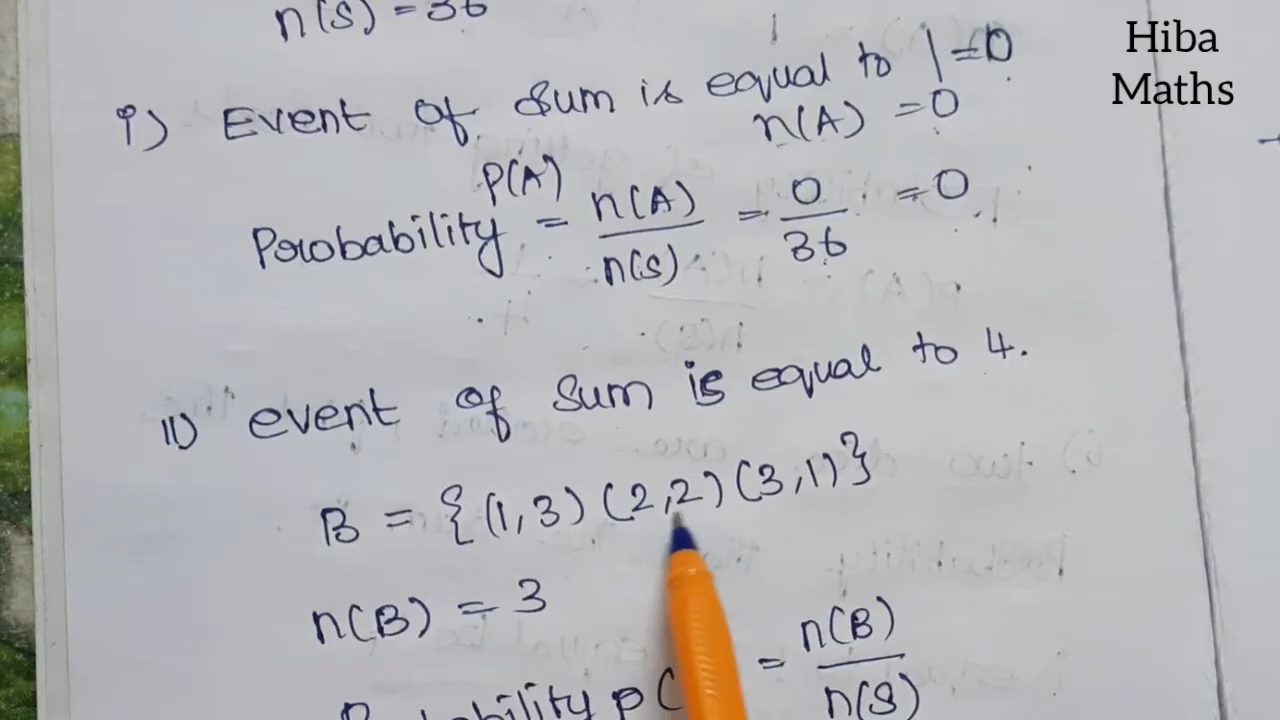 n(S) = 36
Hiba
Maths
i) Event of sum is equal to 1 = 0
n(A) = 0
P(A)
Probability = n(A)/n(S) = 0/36 = 0
ii) event of sum is equal to 4.
B = {(1,3) (2,2) (3,1)}
n(B) = 3
= n(B)/n(S)